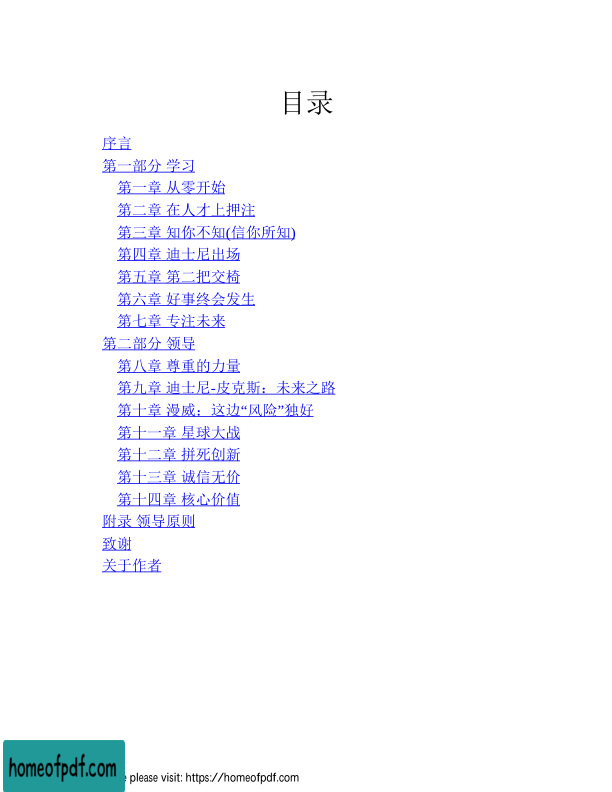 目录
序言
第一部分 学习
第一章 从零开始
第二章 在人才上押注
第三章 知你不知(信你所知)
第四章 迪士尼出场
第五章 第二把交椅
第六章 好事终会发生
第七章 专注未来
第二部分 领导
第八章 尊重的力量
第九章 迪士尼-皮克斯：未来之路
第十章 漫威：这边“风险”独好
第十一章 星球大战
第十二章 拼死创新
第十三章 诚信无价
第十四章 核心价值
附录 领导原则
致谢
关于作者
homeofpdf.com
please visit: https://homeofpdf.com